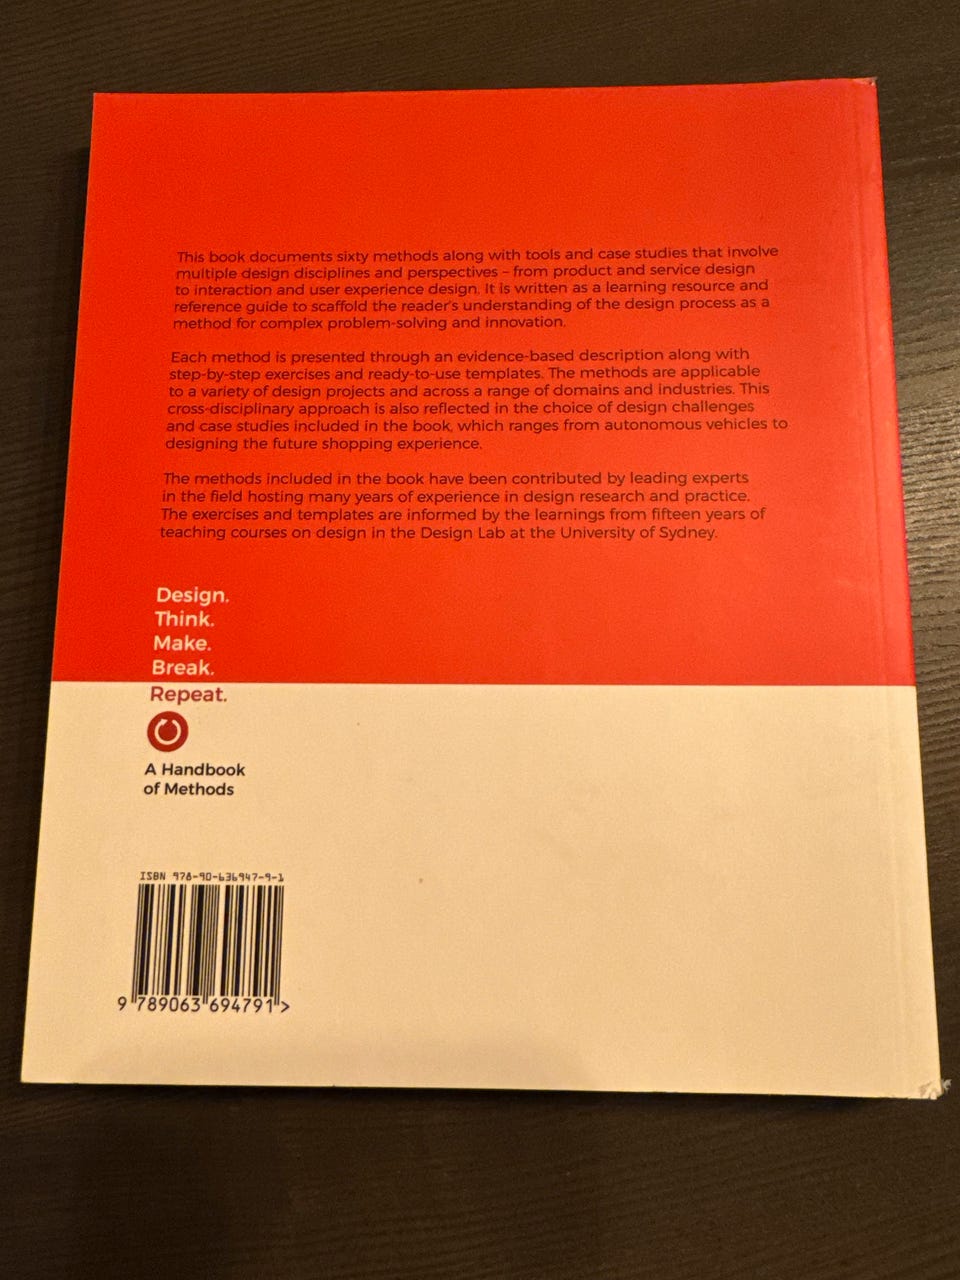 This book documents sixty methods along with tools and case studies that involve
multiple design disciplines and perspectives – from product and service design
to interaction and user experience design. It is written as a learning resource and
reference guide to scaffold the reader's understanding of the design process as a
method for complex problem-solving and innovation.
Each method is presented through an evidence-based description along with
step-by-step exercises and ready-to-use templates. The methods are applicable
to a variety of design projects and across a range of domains and industries. This
cross-disciplinary approach is also reflected in the choice of design challenges
and case studies included in the book, which ranges from autonomous vehicles to
designing the future shopping experience.
The methods included in the book have been contributed by leading experts
in the field hosting many years of experience in design research and practice.
The exercises and templates are informed by the learnings from fifteen years of
teaching courses on design in the Design Lab at the University of Sydney.
Design.
Think.
Make.
Break.
Repeat.
A Handbook
of Methods
ISBN 978-90-636947-9-1
9 789063 694791 >